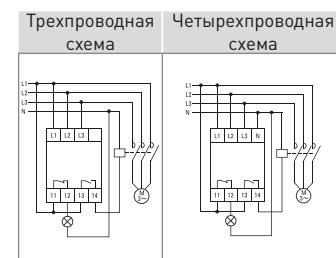 Трехпроводная схема
Четырехпроводная схема
L1
L2
L3
N
L1 L2 L3
11 12 13 14
M
3~
L1
L2
L3
N
L1 L2 L3 N
11 12 13 14
M
3~